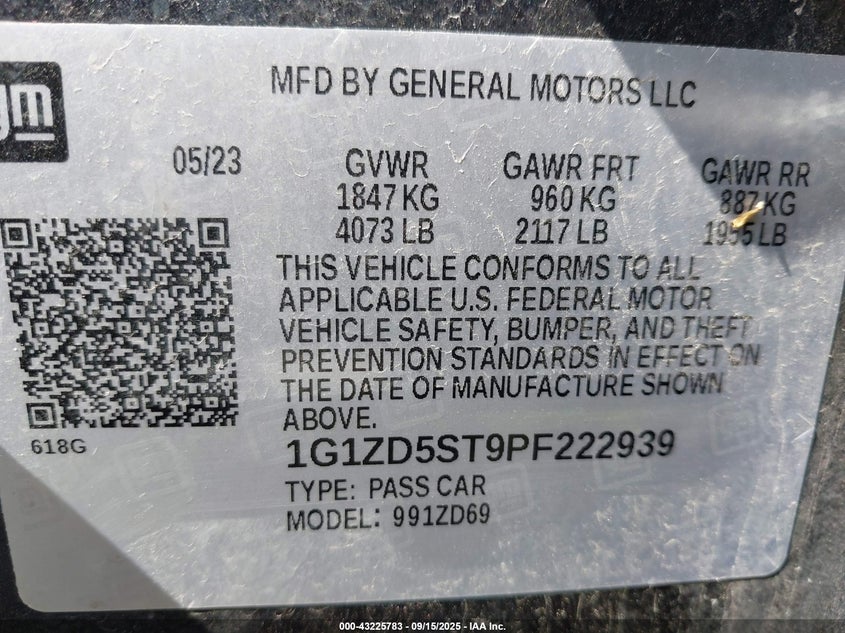 MFD BY GENERAL MOTORS LLC
gm
05/23 GVWR GAWR FRT GAWR RR
1847 KG 960 KG 887 KG
4073 LB 2117 LB 1955 LB
THIS VEHICLE CONFORMS TO ALL
APPLICABLE U.S. FEDERAL MOTOR
VEHICLE SAFETY, BUMPER, AND THEFT
PREVENTION STANDARDS IN EFFECT ON
THE DATE OF MANUFACTURE SHOWN
ABOVE.
618G
1G1ZD5ST9PF222939
TYPE: PASS CAR
MODEL: 991ZD69
000-43225783 - 09/15/2025 - IAA Inc.